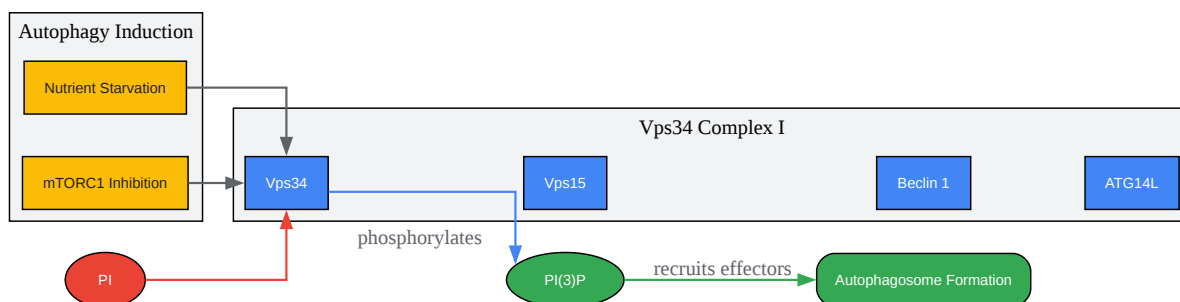 Autophagy Induction
Nutrient Starvation
mTORC1 Inhibition
Vps34 Complex I
Vps34
Vps15
Beclin 1
ATG14L
phosphorylates
PI
PI(3)P
recruits effectors
Autophagosome Formation